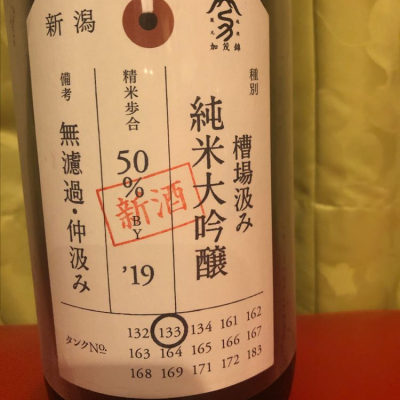 新潟
加茂錦
種別
槽場汲み
純米大吟醸
精米歩合
50%
BY
'19
新酒
備考
無濾過・仲汲み
タンクNo.
132 133 134 161 162
163 164 165 166 167
168 169 171 172 183